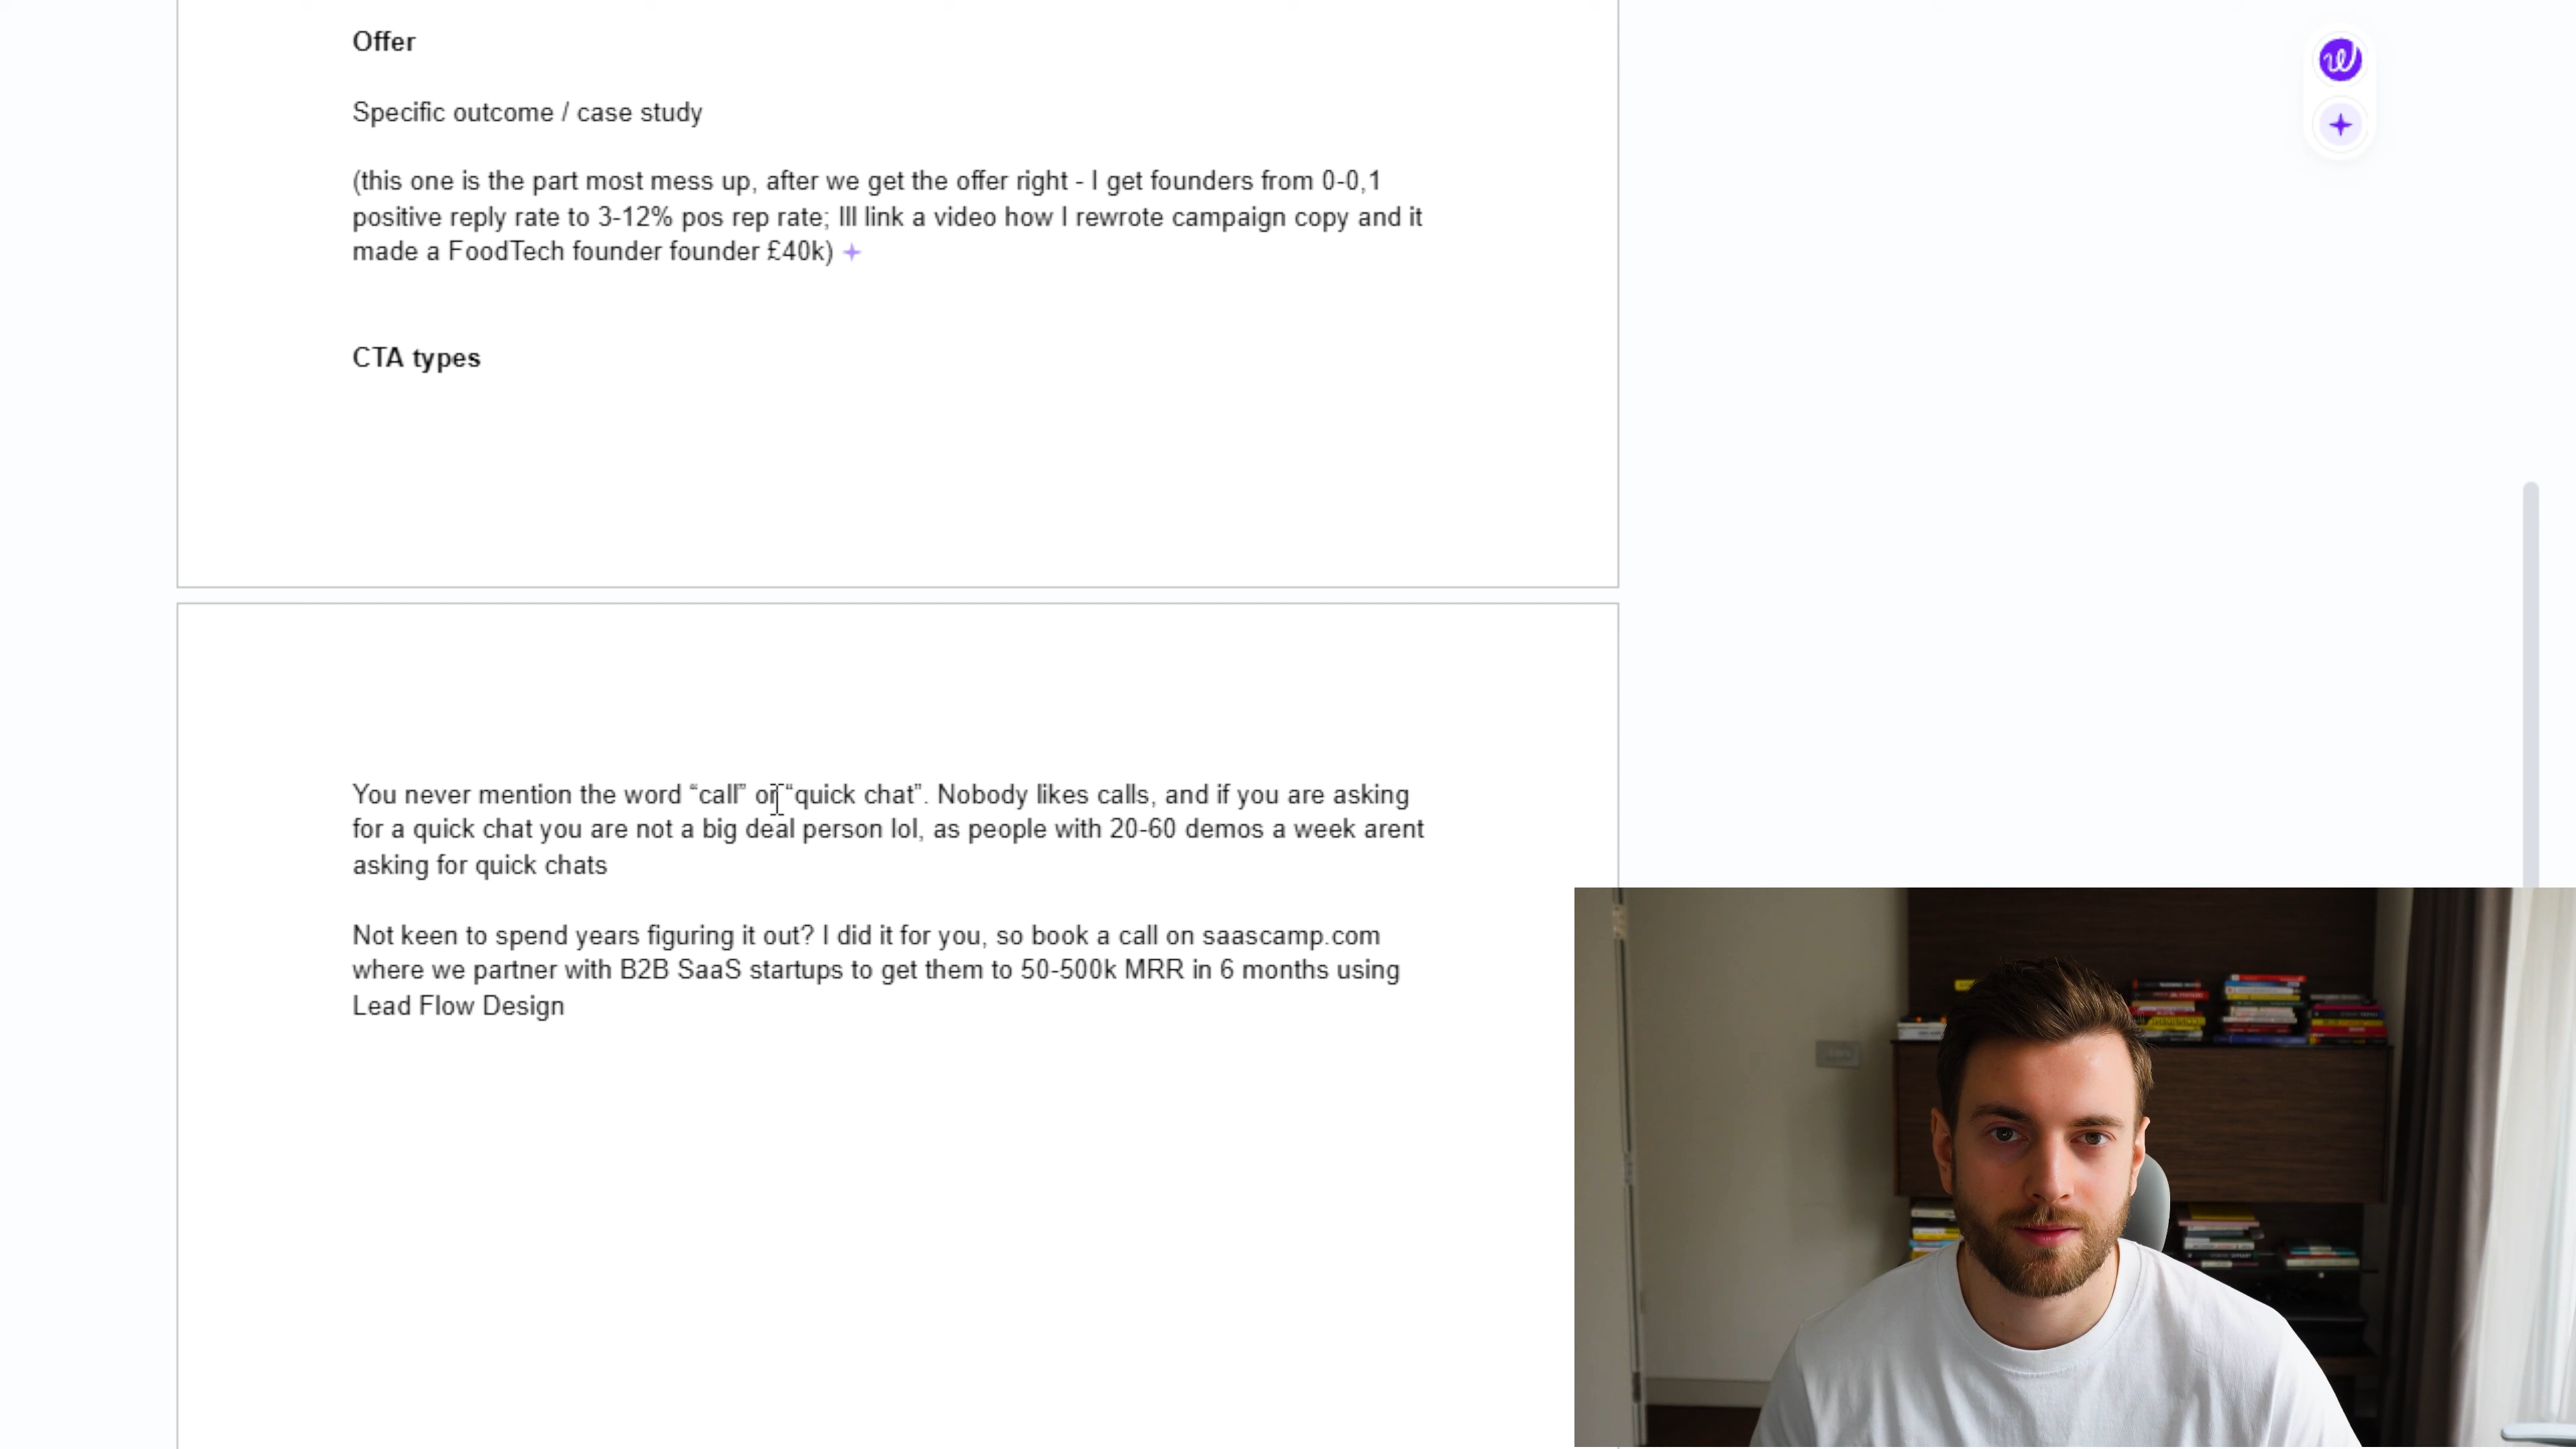 Offer
Specific outcome / case study
(this one is the part most mess up, after we get the offer right - I get founders from 0-0,1
positive reply rate to 3-12% pos rep rate; Ill link a video how I rewrote campaign copy and it
made a FoodTech founder founder £40k)
CTA types
You never mention the word “call” or “quick chat”. Nobody likes calls, and if you are asking
for a quick chat you are not a big deal person lol, as people with 20-60 demos a week arent
asking for quick chats
Not keen to spend years figuring it out? I did it for you, so book a call on saascamp.com
where we partner with B2B SaaS startups to get them to 50-500k MRR in 6 months using
Lead Flow Design